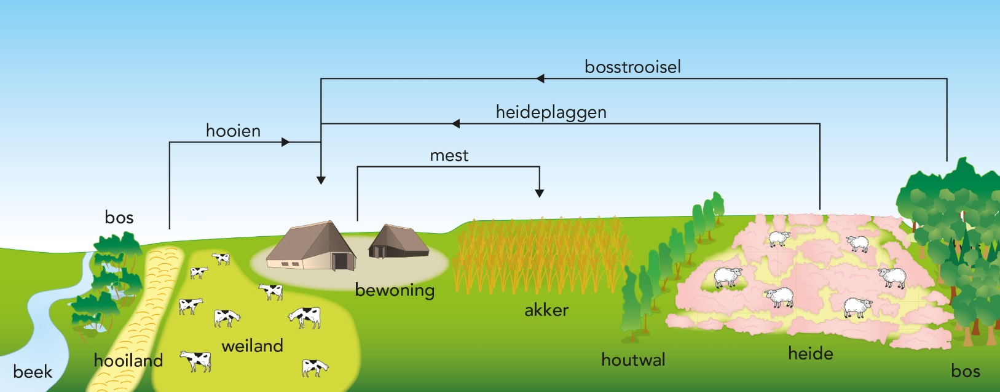 bosstrooisel
heideplaggen
hooien
mest
bos
bewoning
akker
weiland
heide
houtwal
hooiland
beek
bos